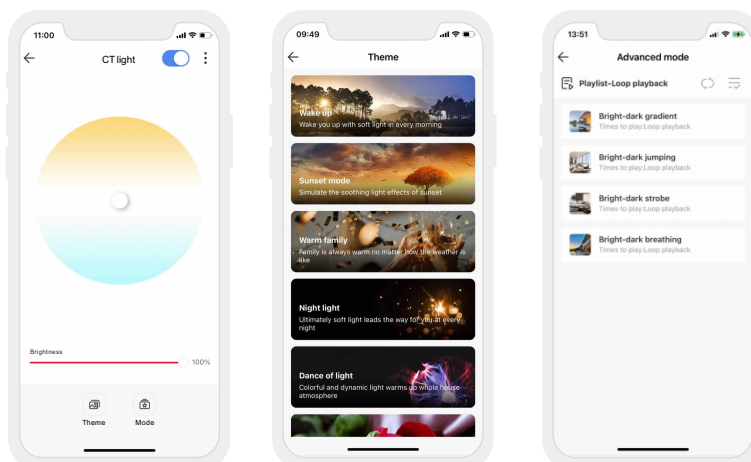 11:00
CT light
Brightness
100%
Theme
Mode
09:49
Theme
Wake up
Wake you up with soft light in every morning
Sunset mode
Simulate the soothing light effects of sunset
Warm family
Family is always warm no matter how the weather is
like
Night light
Ultimately soft light leads the way for you at every
night
Dance of light
Colorful and dynamic light warms up whole house
atmosphere
13:51
Advanced mode
Playlist-Loop playback
Bright-dark gradient
Times to play:Loop playback
Bright-dark jumping
Times to play:Loop playback
Bright-dark strobe
Times to play:Loop playback
Bright-dark breathing
Times to play:Loop playback